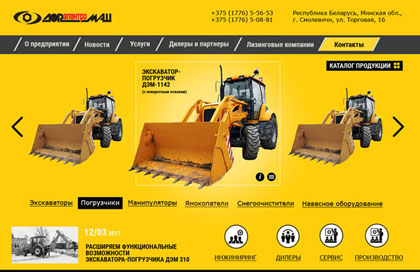 ДОРЭЛЕКТРОМАШ
+375 (1776) 5-56-53
+375 (1776) 5-08-81
Республика Беларусь, Минская обл.,
г. Смолевичи, ул. Торговая, 16
О предприятии
Новости
Услуги
Дилеры и партнеры
Лизинговые компании
Контакты
КАТАЛОГ ПРОДУКЦИИ
ЭКСКАВАТОР-
ПОГРУЗЧИК
ДЭМ-1142
(с поворотным отвалом)
Экскаваторы
Погрузчики
Манипуляторы
Ямокопатели
Снегоочистители
Навесное оборудование
12/03 2017
РАСШИРЯЕМ ФУНКЦИОНАЛЬНЫЕ
ВОЗМОЖНОСТИ
ЭКСКАВАТОРА-ПОГРУЗЧИКА ДЭМ 310
ИНЖИНИРИНГ
ДИЛЕРЫ
СЕРВИС
ПРОИЗВОДСТВО